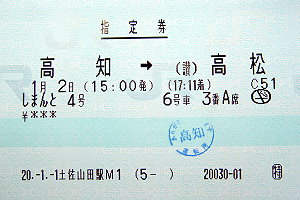 指定券
高知 → (讃)高松
1月2日(15:00発) (17:11着) C51
しまんと 4号 6号車 3番A席
¥***
高知
20.-1.-1土佐山田駅M1 (5-) 20030-01 特